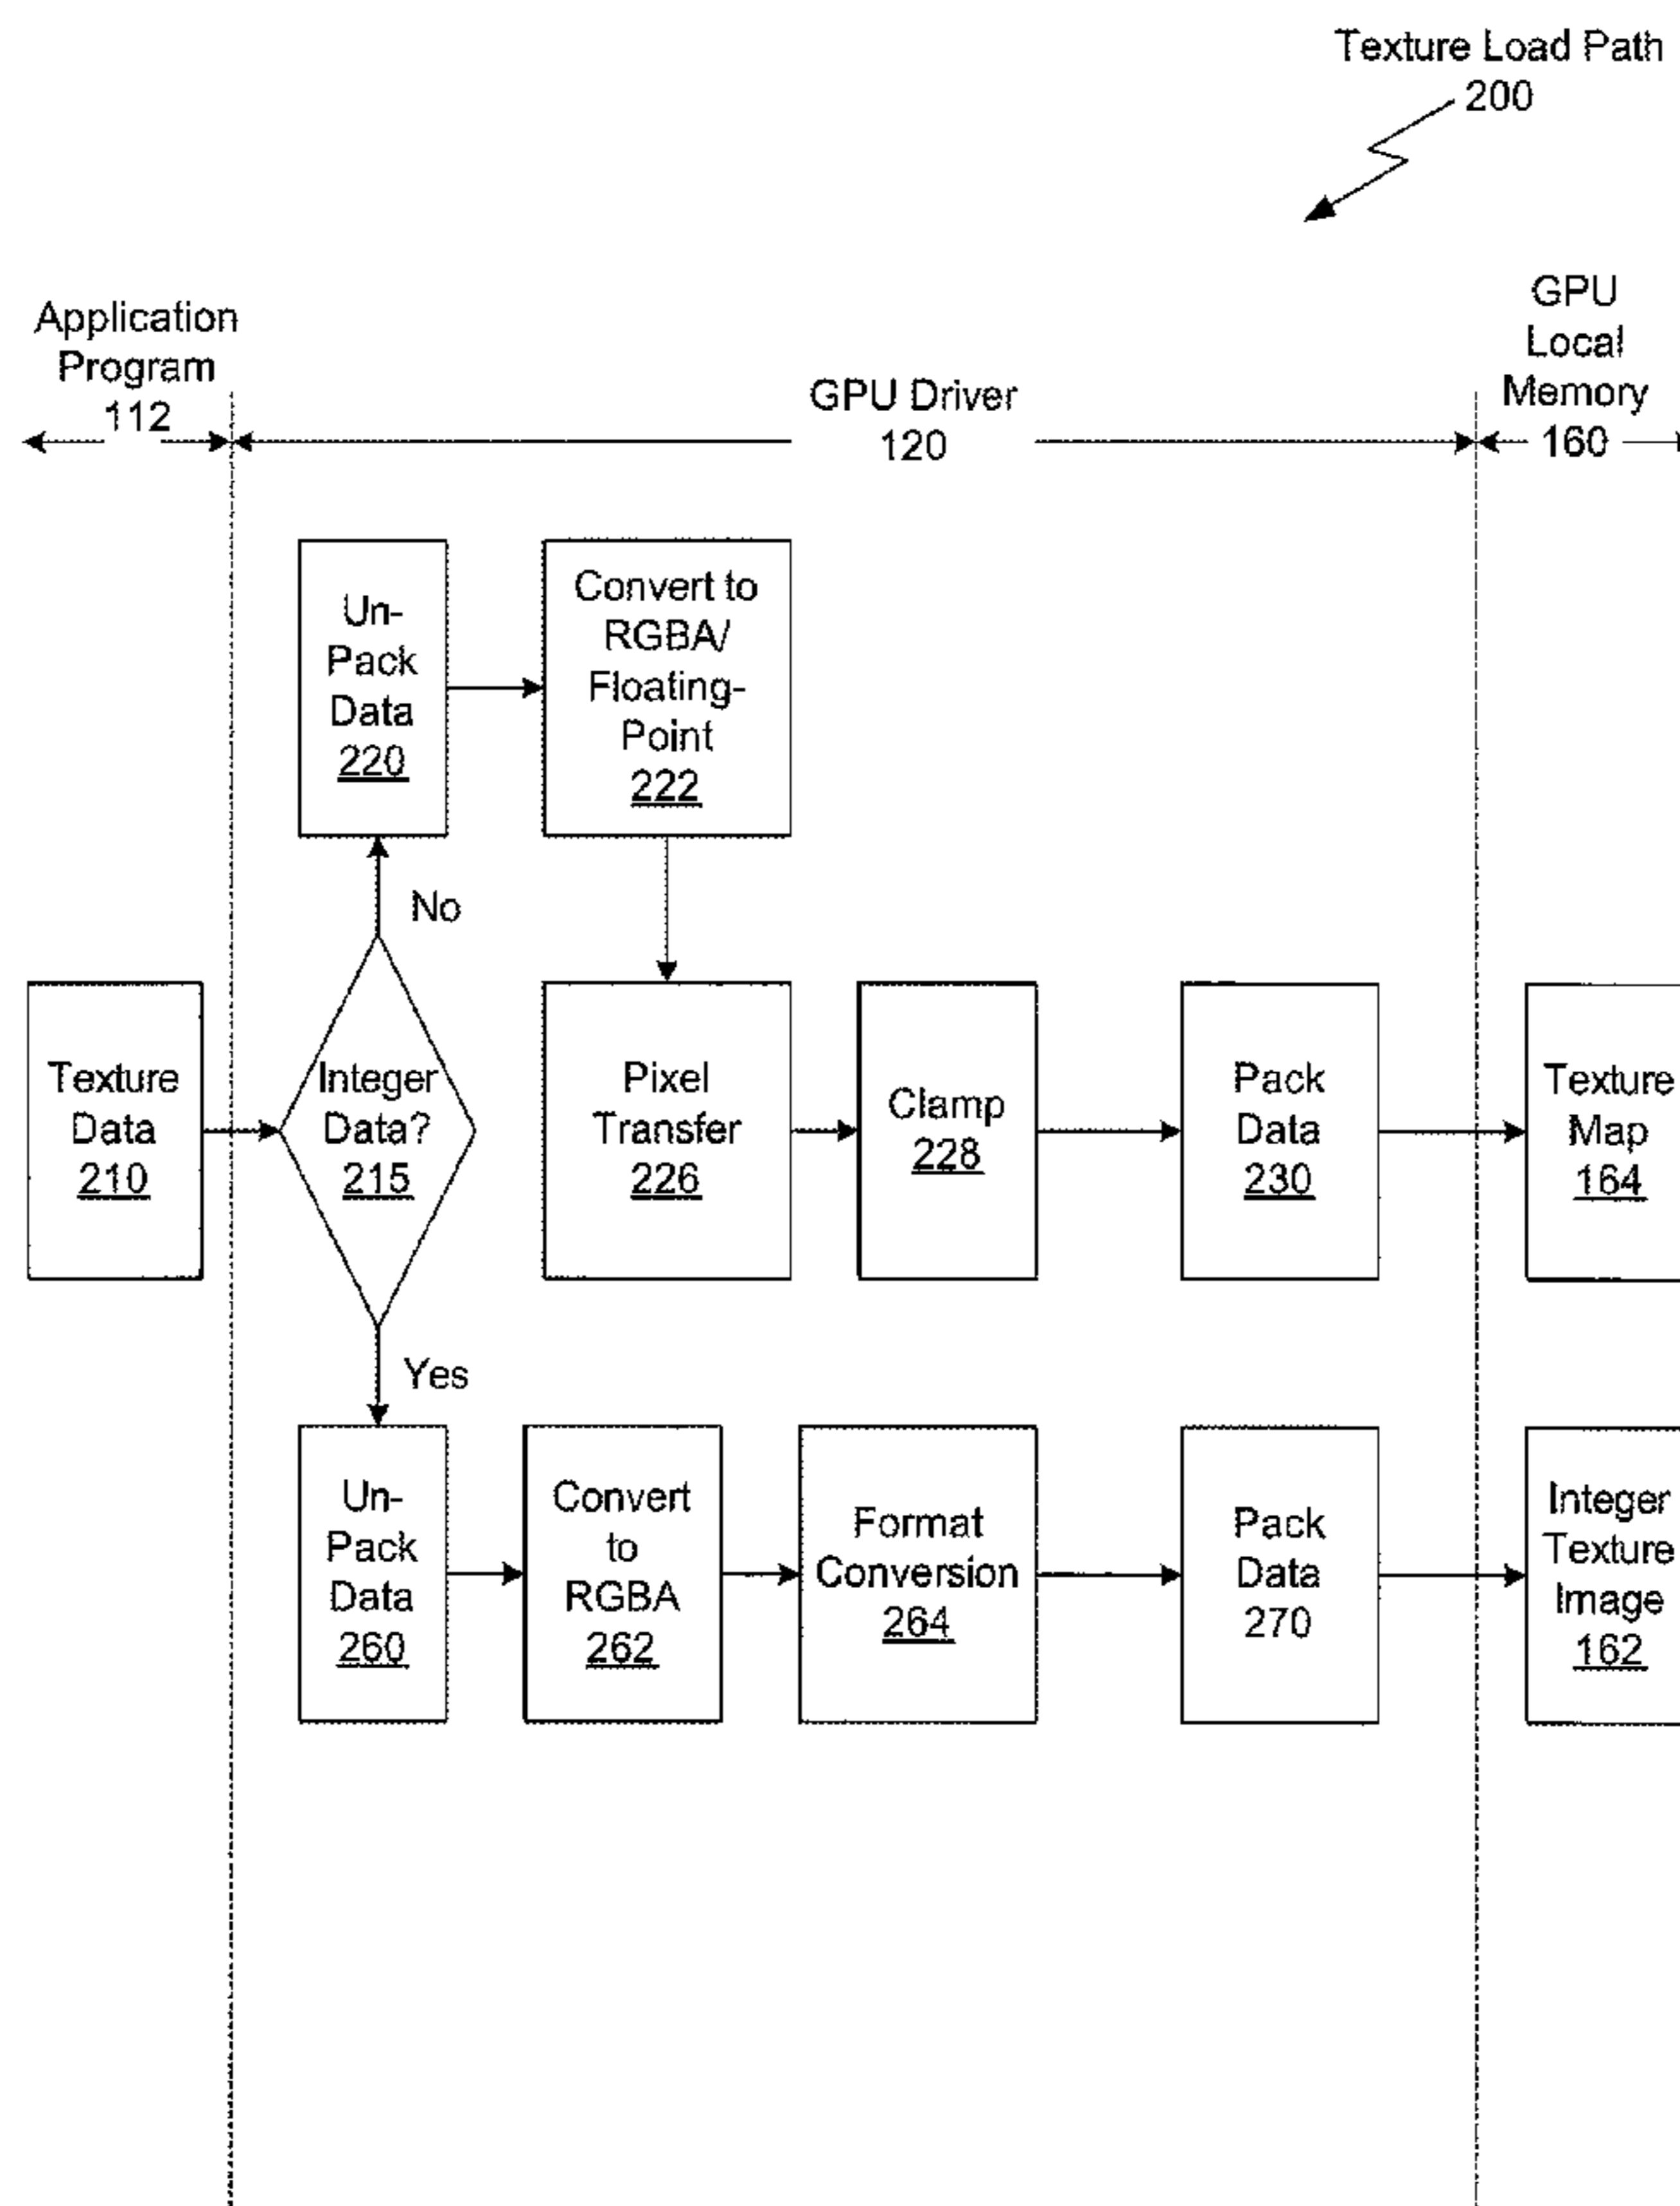 Texture Load Path
200
Application
Program
112
GPU Driver
120
GPU
Local
Memory
160
Un-
Pack
Data
220
Convert to
RGBA/
Floating-
Point
222
No
Texture
Data
210
Integer
Data?
215
Pixel
Transfer
226
Clamp
228
Pack
Data
230
Texture
Map
164
Yes
Un-
Pack
Data
260
Convert
to
RGBA
262
Format
Conversion
264
Pack
Data
270
Integer
Texture
Image
162